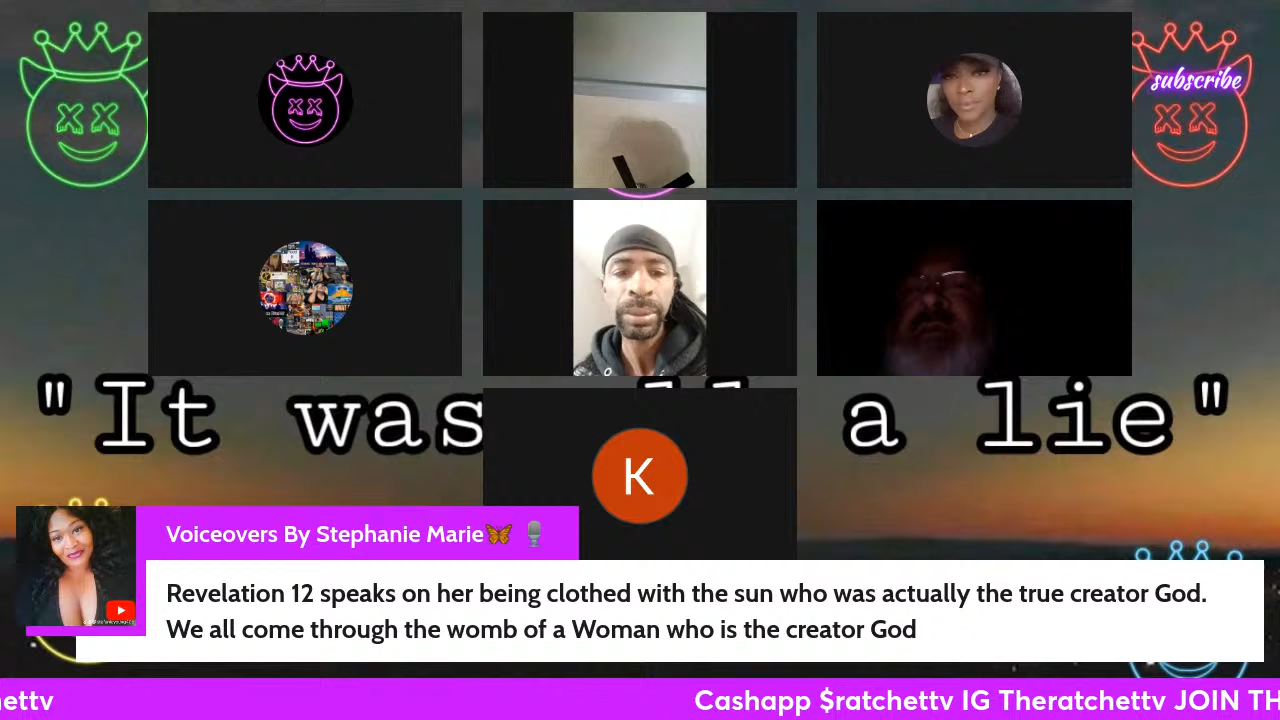 subscribe
"It was a lie"
K
Voiceovers By Stephanie Marie🦋 🎙️
Revelation 12 speaks on her being clothed with the sun who was actually the true creator God.
We all come through the womb of a Woman who is the creator God
ettv Cashapp $ratchettv IG Theratchettv JOIN TH